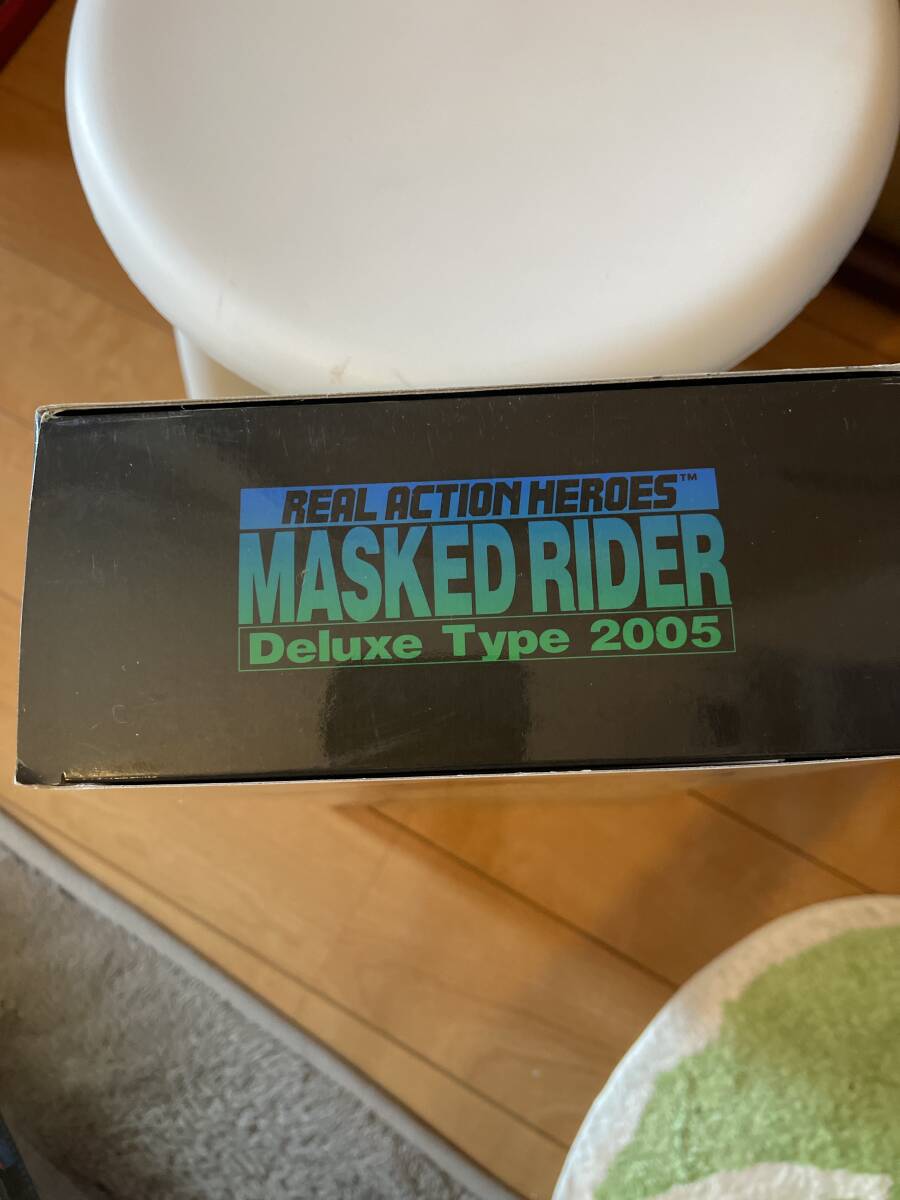 REAL ACTION HEROES™
MASKED RIDER
Deluxe Type 2005